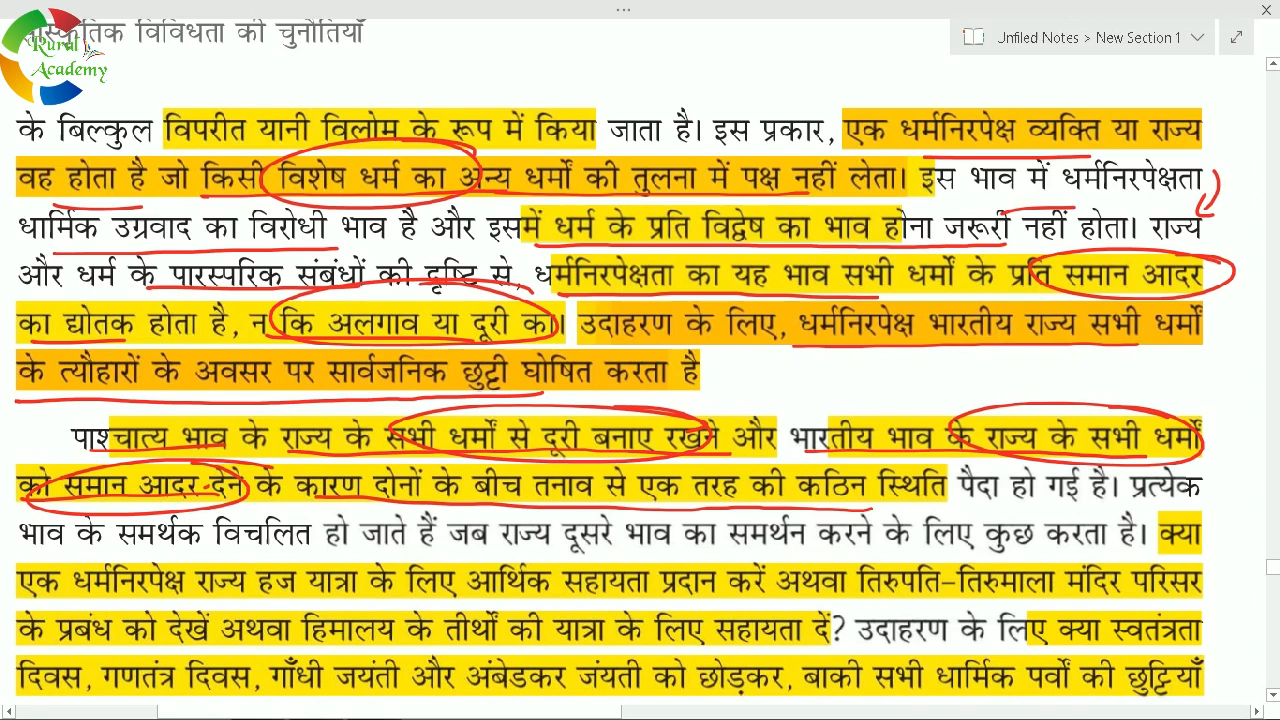 सांस्कृतिक विविधता की चुनौतियाँ
Rural
Academy
Unfiled Notes > New Section 1
के बिल्कुल विपरीत यानी विलोम के रूप में किया जाता है। इस प्रकार, एक धर्मनिरपेक्ष व्यक्ति या राज्य
वह होता है जो किसी विशेष धर्म का अन्य धर्मों की तुलना में पक्ष नहीं लेता। इस भाव में धर्मनिरपेक्षता
धार्मिक उग्रवाद का विरोधी भाव है और इसमें धर्म के प्रति विद्वेष का भाव होना जरूरी नहीं होता। राज्य
और धर्म के पारस्परिक संबंधों की दृष्टि से, धर्मनिरपेक्षता का यह भाव सभी धर्मों के प्रति समान आदर
का द्योतक होता है, न कि अलगाव या दूरी का। उदाहरण के लिए, धर्मनिरपेक्ष भारतीय राज्य सभी धर्मों
के त्यौहारों के अवसर पर सार्वजनिक छुट्टी घोषित करता है
पाश्चात्य भाव के राज्य के सभी धर्मों से दूरी बनाए रखने और भारतीय भाव के राज्य के सभी धर्मों
को समान आदर देने के कारण दोनों के बीच तनाव से एक तरह की कठिन स्थिति पैदा हो गई है। प्रत्येक
भाव के समर्थक विचलित हो जाते हैं जब राज्य दूसरे भाव का समर्थन करने के लिए कुछ करता है। क्या
एक धर्मनिरपेक्ष राज्य हज यात्रा के लिए आर्थिक सहायता प्रदान करें अथवा तिरुपति-तिरुमाला मंदिर परिसर
के प्रबंध को देखें अथवा हिमालय के तीर्थों की यात्रा के लिए सहायता दें? उदाहरण के लिए क्या स्वतंत्रता
दिवस, गणतंत्र दिवस, गाँधी जयंती और अंबेडकर जंयती को छोड़कर, बाकी सभी धार्मिक पर्वों की छुट्टियाँ